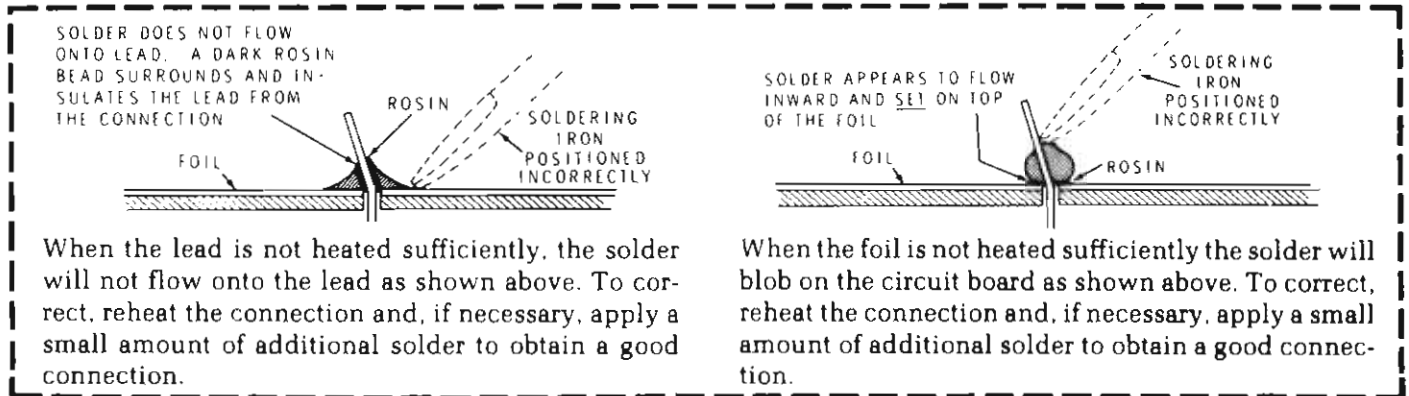 SOLDER DOES NOT FLOW
ONTO LEAD. A DARK ROSIN
BEAD SURROUNDS AND IN-
SULATES THE LEAD FROM
THE CONNECTION
ROSIN
SOLDERING
IRON
POSITIONED
INCORRECTLY
FOIL
When the lead is not heated sufficiently, the solder
will not flow onto the lead as shown above. To cor-
rect, reheat the connection and, if necessary, apply a
small amount of additional solder to obtain a good
connection.
SOLDER APPEARS TO FLOW
INWARD AND SET ON TOP
OF THE FOIL
SOLDERING
IRON
POSITIONED
INCORRECTLY
FOIL
ROSIN
When the foil is not heated sufficiently the solder will
blob on the circuit board as shown above. To correct,
reheat the connection and, if necessary, apply a small
amount of additional solder to obtain a good connec-
tion.